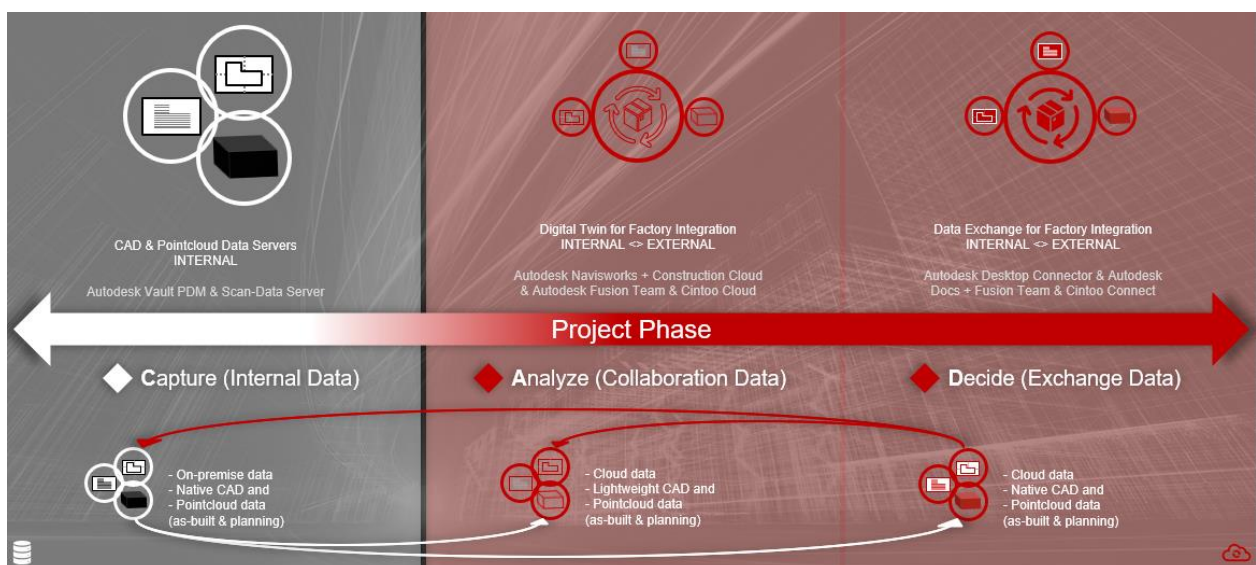 CAD & Pointcloud Data Servers
INTERNAL
Autodesk Vault PDM & Scan-Data Server
Digital Twin for Factory Integration
INTERNAL <> EXTERNAL
Autodesk Navisworks + Construction Cloud
& Autodesk Fusion Team & Cintoo Cloud
Data Exchange for Factory Integration
INTERNAL <> EXTERNAL
Autodesk Desktop Connector & Autodesk
Docs + Fusion Team & Cintoo Connect
Project Phase
Capture (Internal Data)
Analyze (Collaboration Data)
Decide (Exchange Data)
- On-premise data
- Native CAD and
- Pointcloud data
(as-built & planning)
- Cloud data
- Lightweight CAD and
- Pointcloud data
(as-built & planning)
- Cloud data
- Native CAD and
- Pointcloud data
(as-built & planning)